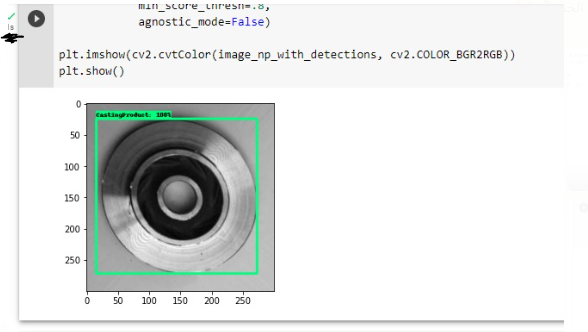 min_score_thresh=.8,
agnostic_mode=False)
plt.imshow(cv2.cvtColor(image_np_with_detections, cv2.COLOR_BGR2RGB))
plt.show()
CastingProduct: 100%
0
50
100
150
200
250
0 50 100 150 200 250